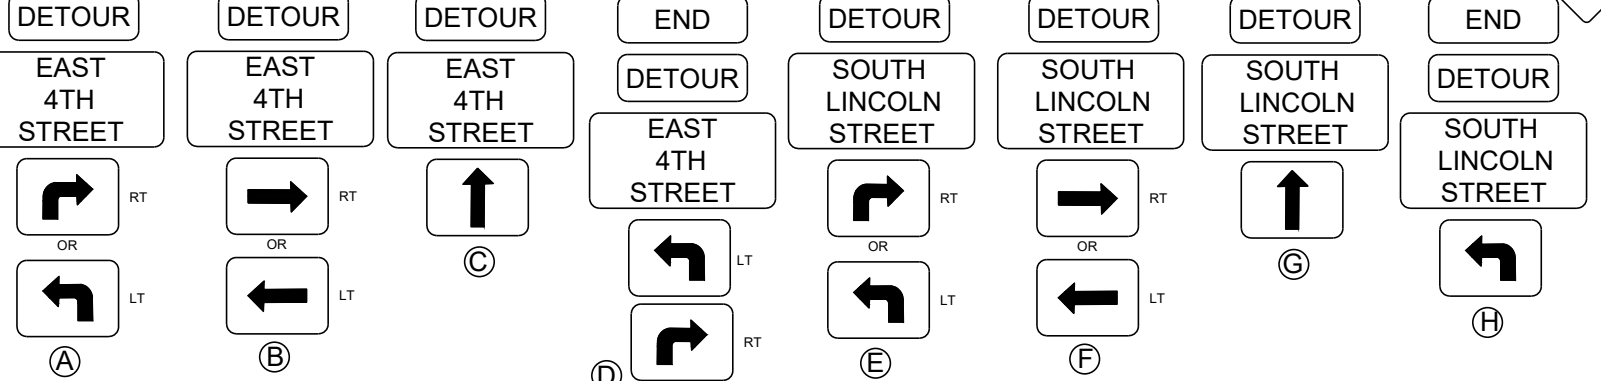 DETOUR
EAST
4TH
STREET
RT
OR
LT
A
DETOUR
EAST
4TH
STREET
RT
OR
LT
B
DETOUR
EAST
4TH
STREET
C
END
DETOUR
EAST
4TH
STREET
LT
RT
D
DETOUR
SOUTH
LINCOLN
STREET
RT
OR
LT
E
DETOUR
SOUTH
LINCOLN
STREET
RT
OR
LT
F
DETOUR
SOUTH
LINCOLN
STREET
G
END
DETOUR
SOUTH
LINCOLN
STREET
H